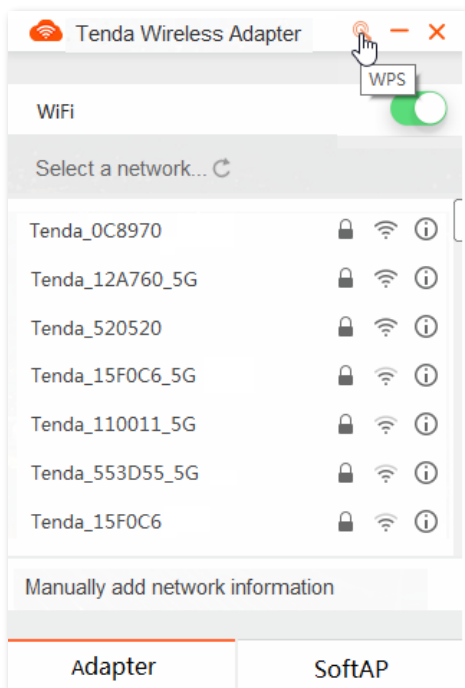 Tenda Wireless Adapter
WPS
WiFi
Select a network...
Tenda_0C8970
Tenda_12A760_5G
Tenda_520520
Tenda_15F0C6_5G
Tenda_110011_5G
Tenda_553D55_5G
Tenda_15F0C6
Manually add network information
Adapter SoftAP